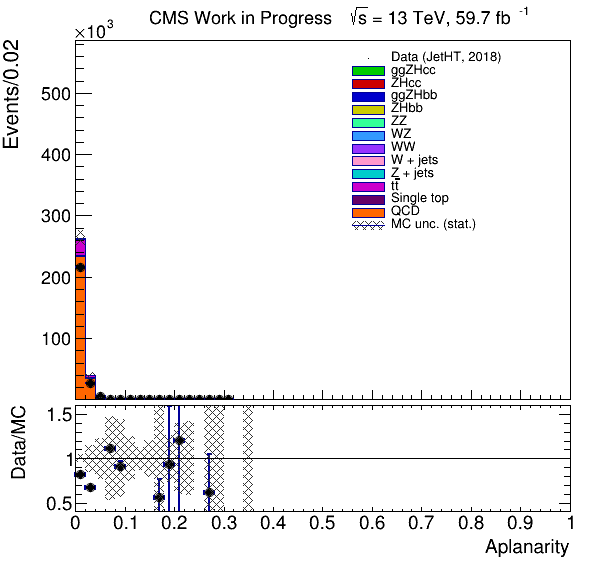 CMS Work in Progress √s = 13 TeV, 59.7 fb⁻¹
×10³
Events/0.02
500
400
300
200
100
Data (JetHT, 2018)
ggZHcc
ZHcc
ggZHbb
ZHbb
ZZ
WZ
WW
W + jets
Z + jets
tt̅
Single top
QCD
MC unc. (stat.)
Data/MC
1.5
1
0.5
0 0.1 0.2 0.3 0.4 0.5 0.6 0.7 0.8 0.9 1
Aplanarity